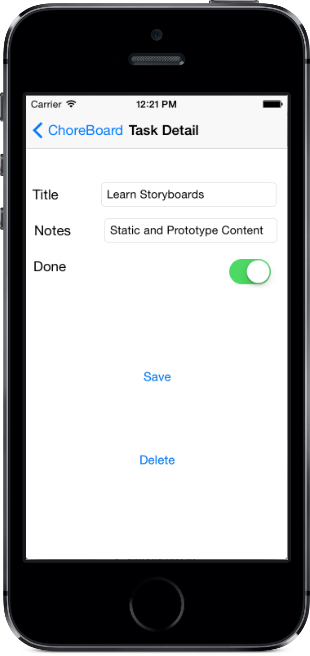 Carrier 12:21 PM
ChoreBoard Task Detail
Title Learn Storyboards
Notes Static and Prototype Content
Done
Save
Delete